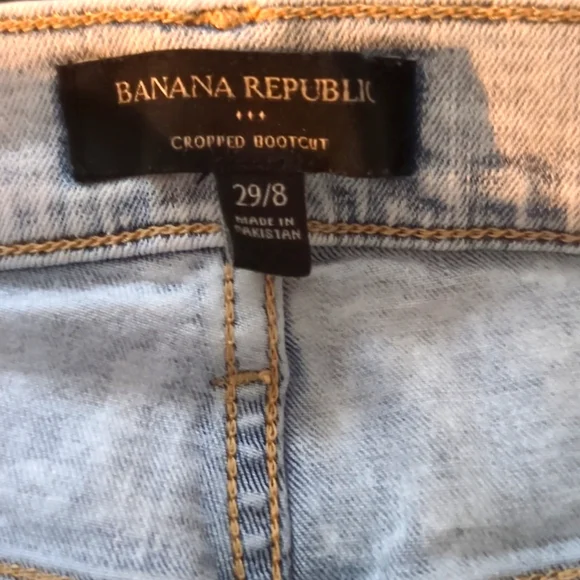 BANANA REPUBLIC
CROPPED BOOTCUT
29/8
MADE IN
PAKISTAN